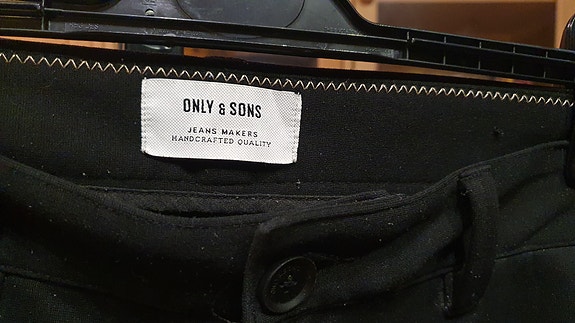 ONLY & SONS
JEANS MAKERS
HANDCRAFTED QUALITY